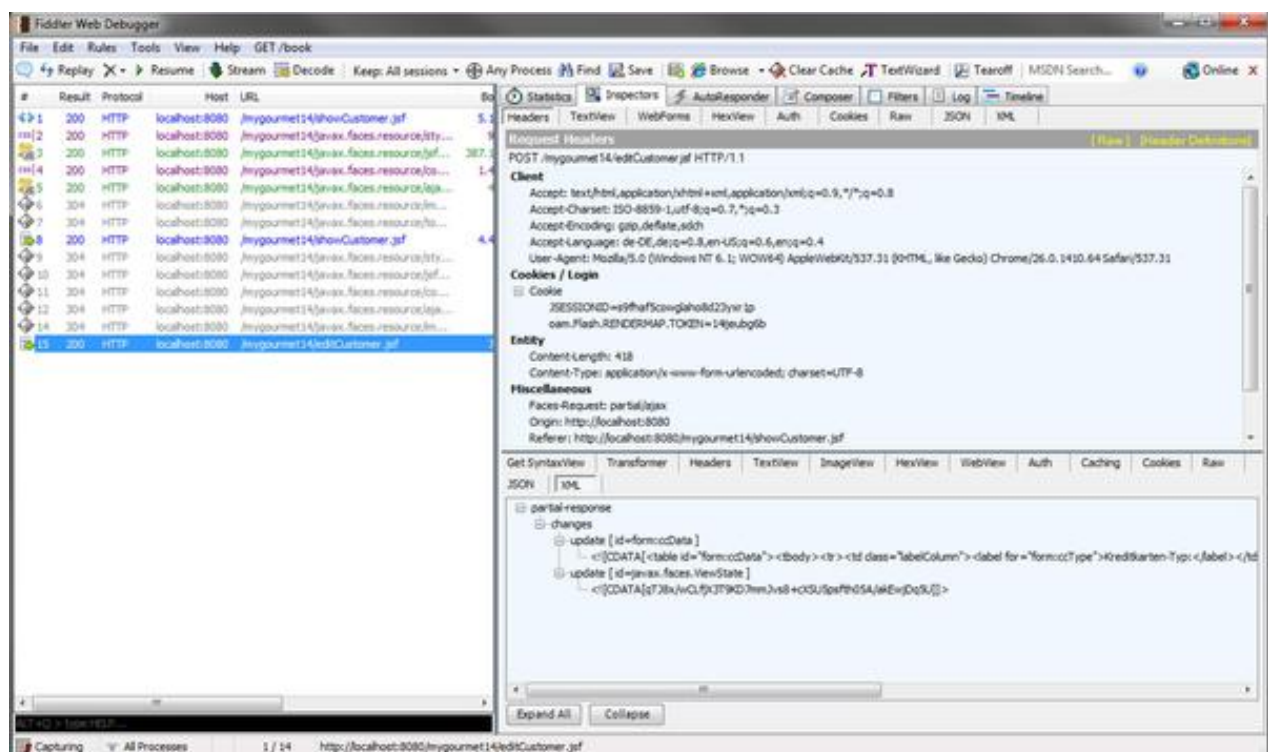 Fiddler Web Debugger
File Edit Rules Tools View Help GET /book
Replay Resume Stream Decode Keep: All sessions Any Process Find Save Browse Clear Cache TextWizard Tearoff MSDN Search... Online
# Result Protocol Host URL Bo
1 200 HTTP localhost:8080 /mygourmet14/showCustomer.jsf
2 200 HTTP localhost:8080 /mygourmet14/javax.faces.resource/sty...
3 200 HTTP localhost:8080 /mygourmet14/javax.faces.resource/jsf...
4 200 HTTP localhost:8080 /mygourmet14/javax.faces.resource/co...
5 200 HTTP localhost:8080 /mygourmet14/javax.faces.resource/aja...
6 304 HTTP localhost:8080 /mygourmet14/javax.faces.resource/im...
7 304 HTTP localhost:8080 /mygourmet14/javax.faces.resource/to...
8 200 HTTP localhost:8080 /mygourmet14/showCustomer.jsf 4.4
9 304 HTTP localhost:8080 /mygourmet14/javax.faces.resource/sty...
10 304 HTTP localhost:8080 /mygourmet14/javax.faces.resource/jsf...
11 304 HTTP localhost:8080 /mygourmet14/javax.faces.resource/co...
12 304 HTTP localhost:8080 /mygourmet14/javax.faces.resource/aja...
14 304 HTTP localhost:8080 /mygourmet14/javax.faces.resource/im...
15 200 HTTP localhost:8080 /mygourmet14/editCustomer.jsf
Statistics Inspectors AutoResponder Composer Filters Log Timeline
Headers TextView WebForms HexView Auth Cookies Raw JSON XML
Request Headers [Raw] [Header Definitions]
POST /mygourmet14/editCustomer.jsf HTTP/1.1
Client
Accept: text/html,application/xhtml+xml,application/xml;q=0.9,*/*;q=0.8
Accept-Charset: ISO-8859-1,utf-8;q=0.7,*;q=0.3
Accept-Encoding: gzip,deflate,sdch
Accept-Language: de-DE,de;q=0.8,en-US;q=0.6,en;q=0.4
User-Agent: Mozilla/5.0 (Windows NT 6.1; WOW64) AppleWebKit/537.31 (KHTML, like Gecko) Chrome/26.0.1410.64 Safari/537.31
Cookies / Login
Cookie
oam.Flash.RENDERMAP.TOKEN=14jeubg6b
Entity
Content-Length: 418
Content-Type: application/x-www-form-urlencoded; charset=UTF-8
Miscellaneous
Faces-Request: partial/ajax
Origin: http://localhost:8080
Referer: http://localhost:8080/mygourmet14/showCustomer.jsf
Get SyntaxView Transformer Headers TextView ImageView HexView WebView Auth Caching Cookies Raw
JSON XML
partial-response
changes
update [ id=form:ccData ]
<![CDATA[<table id="form:ccData"><tbody><tr><td class="labelColumn"><label for="form:ccType">Kreditkarten-Typ:</label></td
update [ id=javax.faces.ViewState ]
Expand All Collapse
Capturing All Processes 1 / 14 http://localhost:8080/mygourmet14/editCustomer.jsf